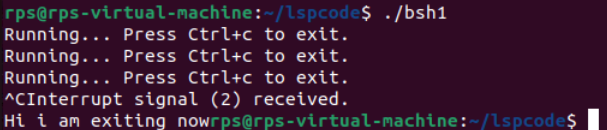 rps@rps-virtual-machine:~/lspcode$ ./bsh1
Running... Press Ctrl+c to exit.
Running... Press Ctrl+c to exit.
Running... Press Ctrl+c to exit.
^CInterrupt signal (2) received.
Hi i am exiting nowrps@rps-virtual-machine:~/lspcode$